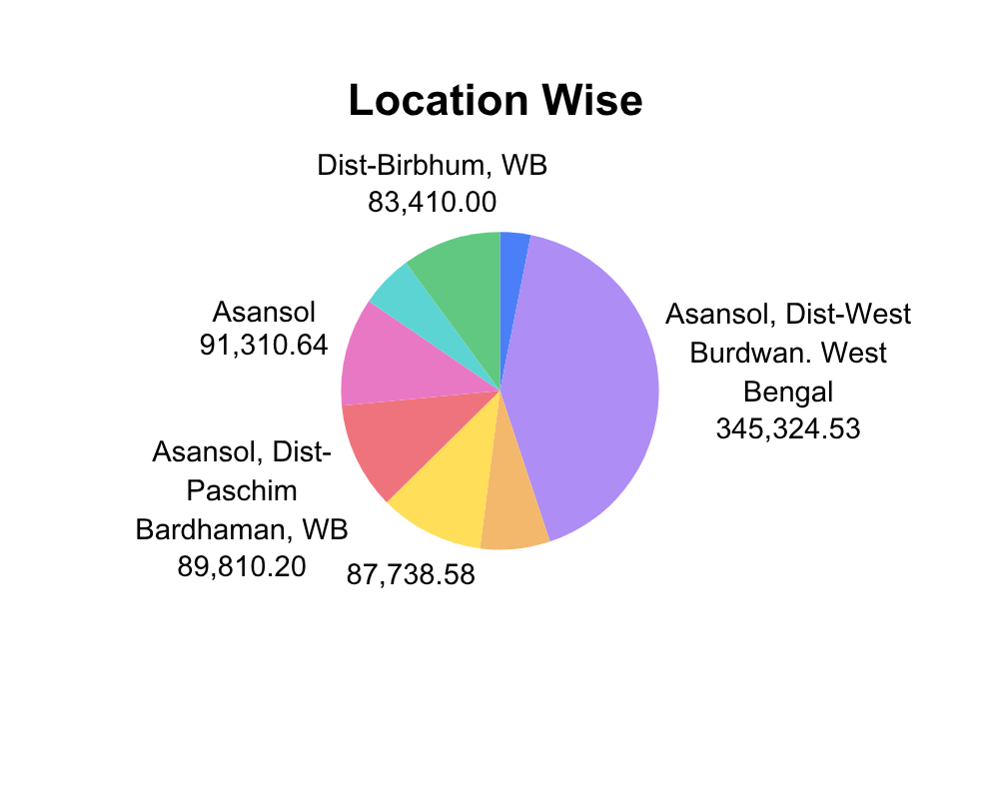 Location Wise
Dist-Birbhum, WB
83,410.00
Asansol
91,310.64
Asansol, Dist-West
Burdwan. West
Bengal
345,324.53
Asansol, Dist-
Paschim
Bardhaman, WB
89,810.20
87,738.58